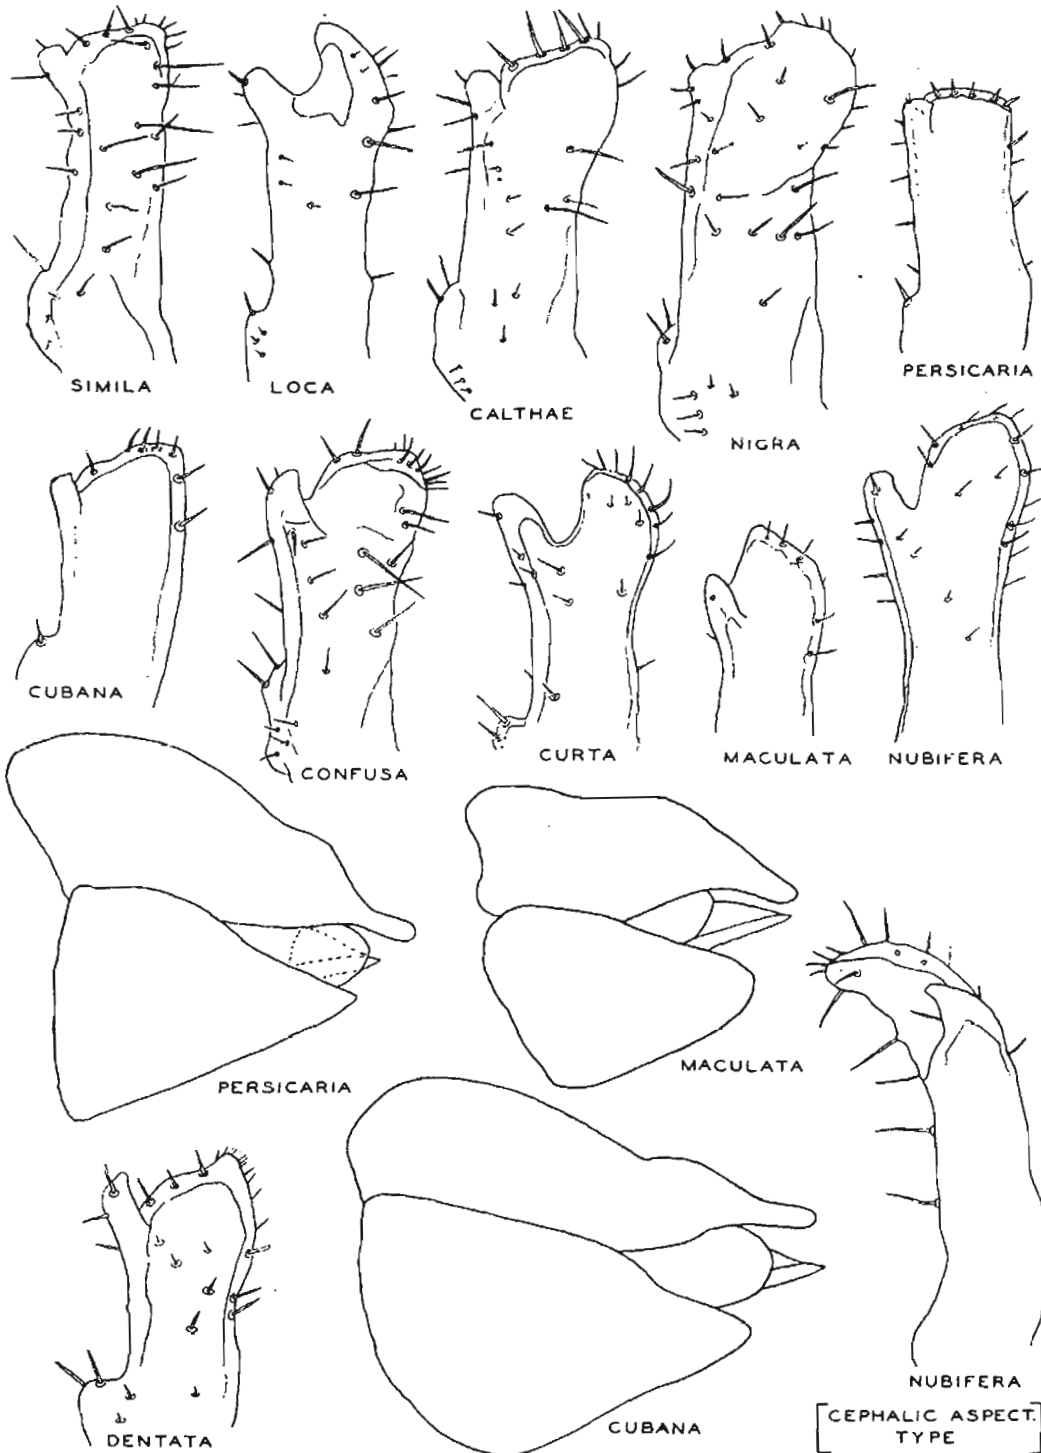 SIMILA
LOCA
CALTHAE
NIGRA
PERSICARIA
CUBANA
CONFUSA
CURTA
MACULATA
NUBIFERA
PERSICARIA
MACULATA
DENTATA
CUBANA
NUBIFERA
[CEPHALIC ASPECT.
TYPE]